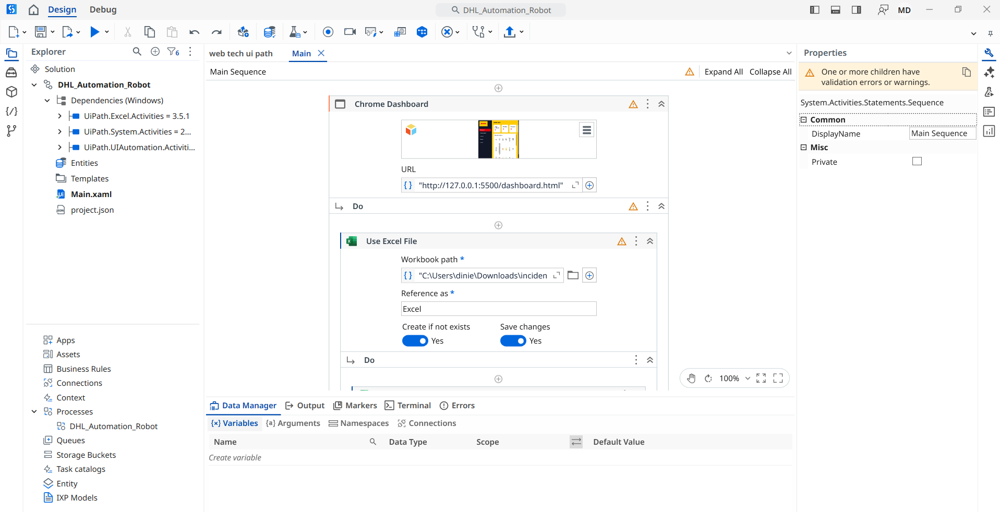 Design
Debug
DHL_Automation_Robot
MD
Explorer
6
Solution
DHL_Automation_Robot
Dependencies (Windows)
UiPath.Excel.Activities = 3.5.1
UiPath.System.Activities = 2...
UiPath.UIAutomation.Activiti...
Entities
Templates
Main.xaml
project.json
Apps
Assets
Business Rules
Connections
Context
Processes
DHL_Automation_Robot
Queues
Storage Buckets
Task catalogs
Entity
IXP Models
web tech ui path
Main
Main Sequence
Expand All
Collapse All
Chrome Dashboard
URL
"http://127.0.0.1:5500/dashboard.html"
Do
Use Excel File
Workbook path *
"C:\Users\dinie\Downloads\inciden
Reference as *
Excel
Create if not exists
Save changes
Yes
Yes
Do
100%
Data Manager
Output
Markers
Terminal
Errors
{x} Variables
{a} Arguments
Namespaces
Connections
Name
Data Type
Scope
Default Value
Create variable
Properties
One or more children have
validation errors or warnings.
System.Activities.Statements.Sequence
Common
DisplayName
Main Sequence
Misc
Private